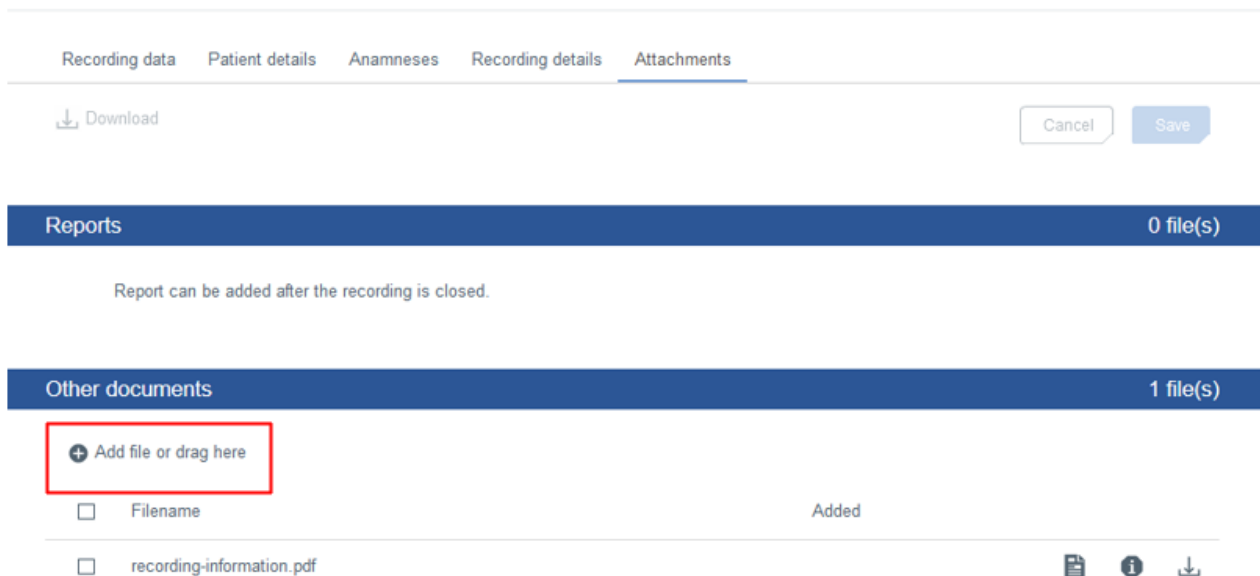 Recording data Patient details Anamneses Recording details Attachments
Download Cancel Save
Reports 0 file(s)
Report can be added after the recording is closed.
Other documents 1 file(s)
Add file or drag here
Filename Added
recording-information.pdf